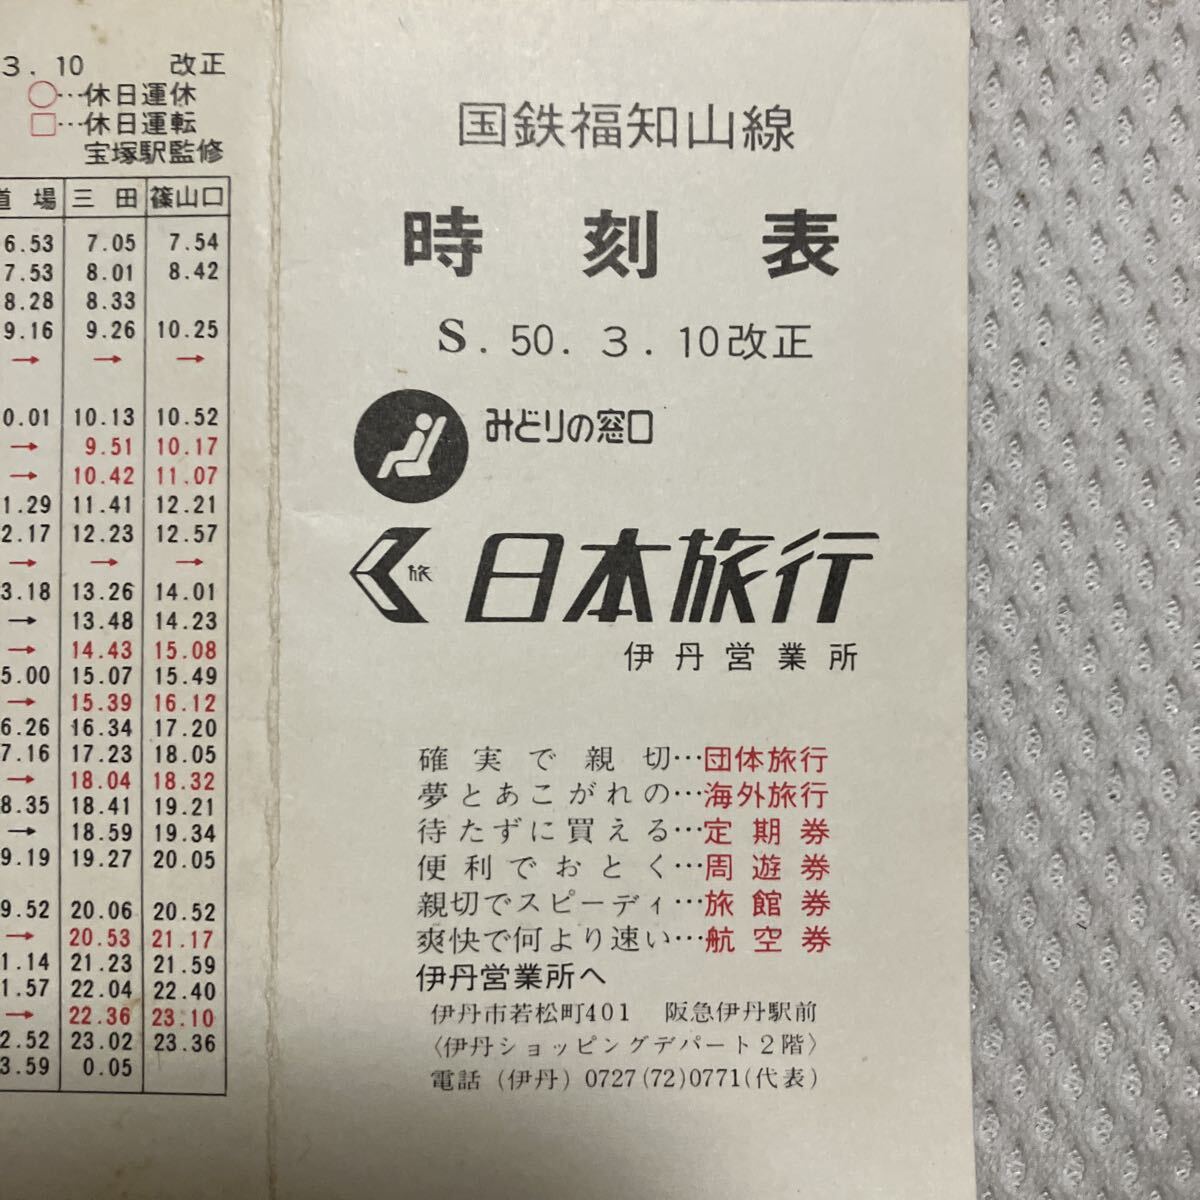 3.10 改正
○…休日運休
□…休日運転
宝塚駅監修
道場 三田 篠山口
6.53 7.05 7.54
7.53 8.01 8.42
8.28 8.33
9.16 9.26 10.25
→ → →
0.01 10.13 10.52
→ 9.51 10.17
→ 10.42 11.07
1.29 11.41 12.21
2.17 12.23 12.57
→ → →
3.18 13.26 14.01
→ 13.48 14.23
→ 14.43 15.08
5.00 15.07 15.49
→ 15.39 16.12
6.26 16.34 17.20
7.16 17.23 18.05
→ 18.04 18.32
8.35 18.41 19.21
→ 18.59 19.34
9.19 19.27 20.05
9.52 20.06 20.52
→ 20.53 21.17
1.14 21.23 21.59
1.57 22.04 22.40
→ 22.36 23.10
2.52 23.02 23.36
3.59 0.05
国鉄福知山線
時刻表
S.50.3.10改正
みどりの窓口
旅 日本旅行
伊丹営業所
確実で親切…団体旅行
夢とあこがれの…海外旅行
待たずに買える…定期券
便利でおとく…周遊券
親切でスピーディ…旅館券
爽快で何より速い…航空券
伊丹営業所へ
伊丹市若松町401 阪急伊丹駅前
〈伊丹ショッピングデパート2階〉
電話(伊丹)0727(72)0771(代表)